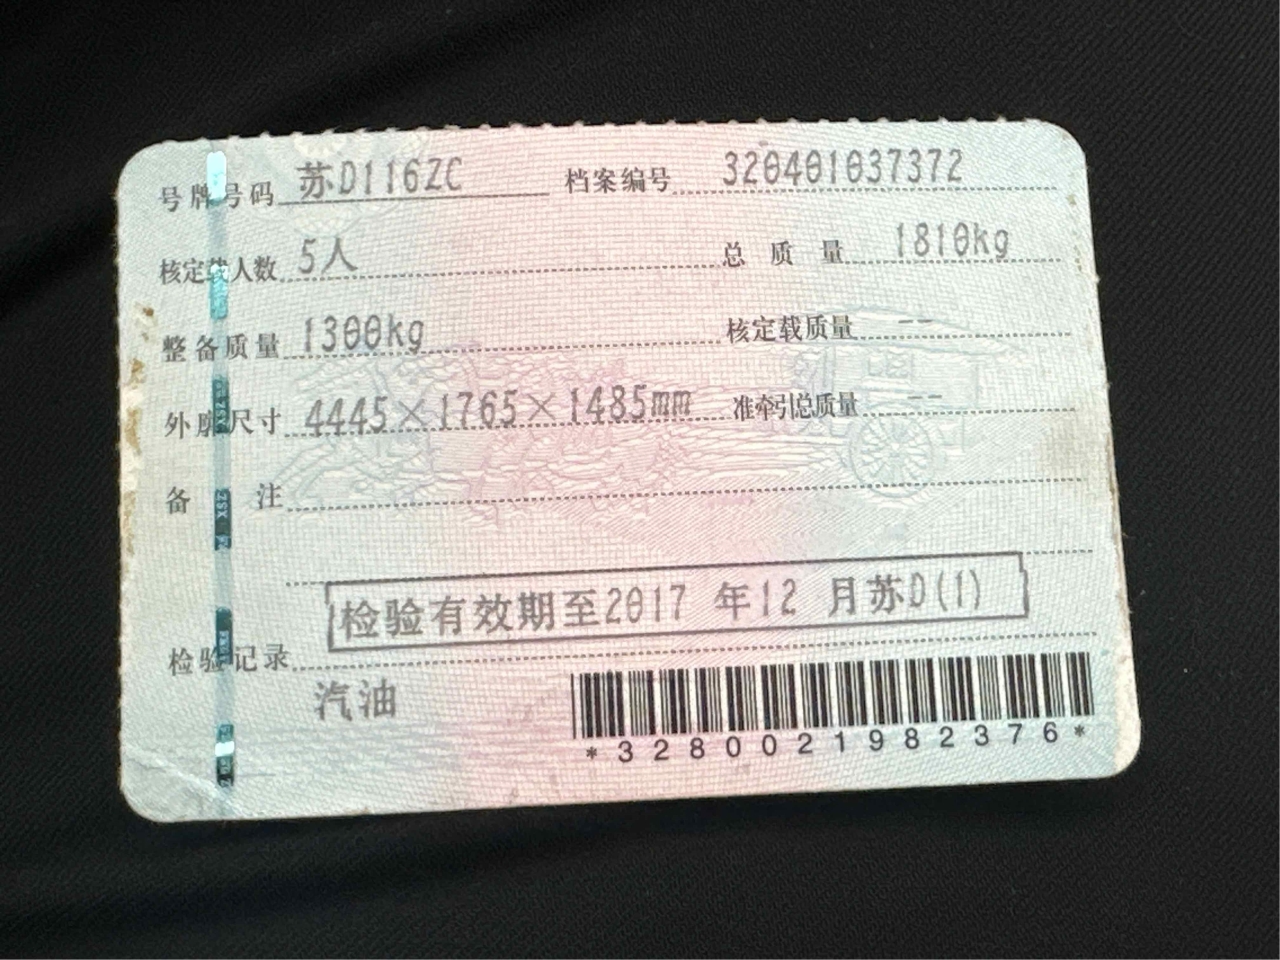 号牌号码 苏D116ZC 档案编号 320401037372
核定载人数 5人 总质量 1810kg
整备质量 1300kg 核定载质量 --
外廓尺寸 4445×1765×1485mm 准牵引总质量 --
备注
检验有效期至2017 年12 月苏D(1)
检验记录
汽油
*3280021982376*